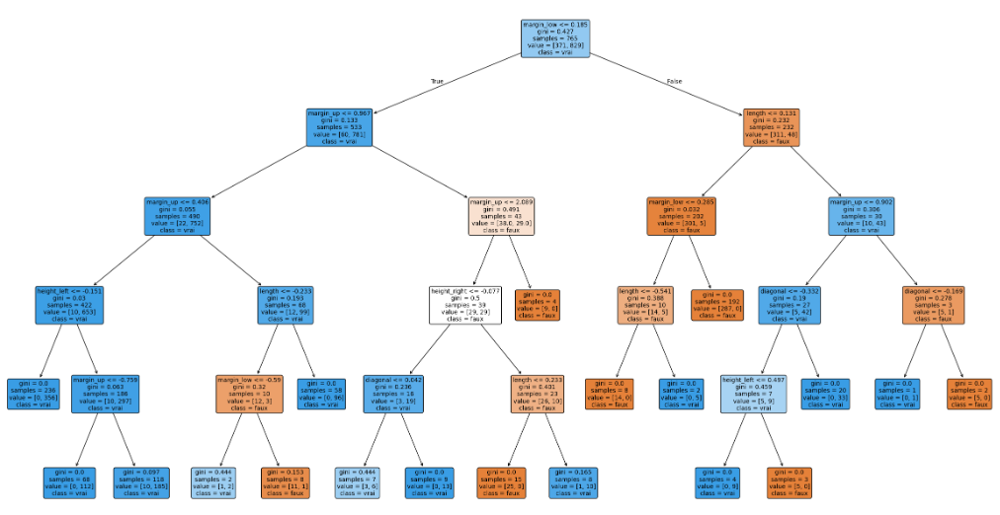 margin_low <= 0.185
gini = 0.427
samples = 765
value = [371, 829]
class = vrai
True
False
margin_up <= 0.867
gini = 0.133
samples = 533
value = [60, 781]
class = vrai
length <= 0.131
gini = 0.232
samples = 232
value = [311, 48]
class = faux
margin_up <= 0.406
gini = 0.055
samples = 490
value = [22, 752]
class = vrai
margin_up <= 2.089
gini = 0.491
samples = 43
value = [38.0, 29.0]
class = faux
margin_low <= 0.285
gini = 0.032
samples = 202
value = [301, 5]
class = faux
margin_up <= 0.902
gini = 0.306
samples = 30
value = [10, 43]
class = vrai
height_left <= -0.151
gini = 0.03
samples = 422
value = [10, 653]
class = vrai
length <= -0.233
gini = 0.193
samples = 68
value = [12, 99]
class = vrai
height_right <= -0.077
gini = 0.5
samples = 39
value = [29, 29]
class = faux
gini = 0.0
samples = 4
value = [9, 0]
class = faux
length <= -0.541
gini = 0.388
samples = 10
value = [14, 5]
class = faux
gini = 0.0
samples = 192
value = [287, 0]
class = faux
diagonal <= -0.332
gini = 0.19
samples = 27
value = [5, 42]
class = vrai
diagonal <= -0.169
gini = 0.278
samples = 3
value = [5, 1]
class = faux
gini = 0.0
samples = 236
value = [0, 356]
class = vrai
margin_up <= -0.759
gini = 0.063
samples = 186
value = [10, 297]
class = vrai
margin_low <= -0.59
gini = 0.32
samples = 10
value = [12, 3]
class = faux
gini = 0.0
samples = 58
value = [0, 96]
class = vrai
diagonal <= 0.042
gini = 0.236
samples = 16
value = [3, 19]
class = vrai
length <= 0.233
gini = 0.401
samples = 23
value = [26, 10]
class = faux
gini = 0.0
samples = 8
value = [14, 0]
class = faux
gini = 0.0
samples = 2
value = [0, 5]
class = vrai
height_left <= 0.497
gini = 0.459
samples = 7
value = [5, 9]
class = vrai
gini = 0.0
samples = 20
value = [0, 33]
class = vrai
gini = 0.0
samples = 1
value = [0, 1]
class = vrai
gini = 0.0
samples = 2
value = [5, 0]
class = faux
gini = 0.0
samples = 68
value = [0, 112]
class = vrai
gini = 0.097
samples = 118
value = [10, 185]
class = vrai
gini = 0.444
samples = 2
value = [1, 2]
class = vrai
gini = 0.153
samples = 8
value = [11, 1]
class = faux
gini = 0.444
samples = 7
value = [3, 6]
class = vrai
gini = 0.0
samples = 9
value = [0, 13]
class = vrai
gini = 0.0
samples = 15
value = [25, 0]
class = faux
gini = 0.165
samples = 8
value = [1, 10]
class = vrai
gini = 0.0
samples = 4
value = [0, 9]
class = vrai
gini = 0.0
samples = 3
value = [5, 0]
class = faux